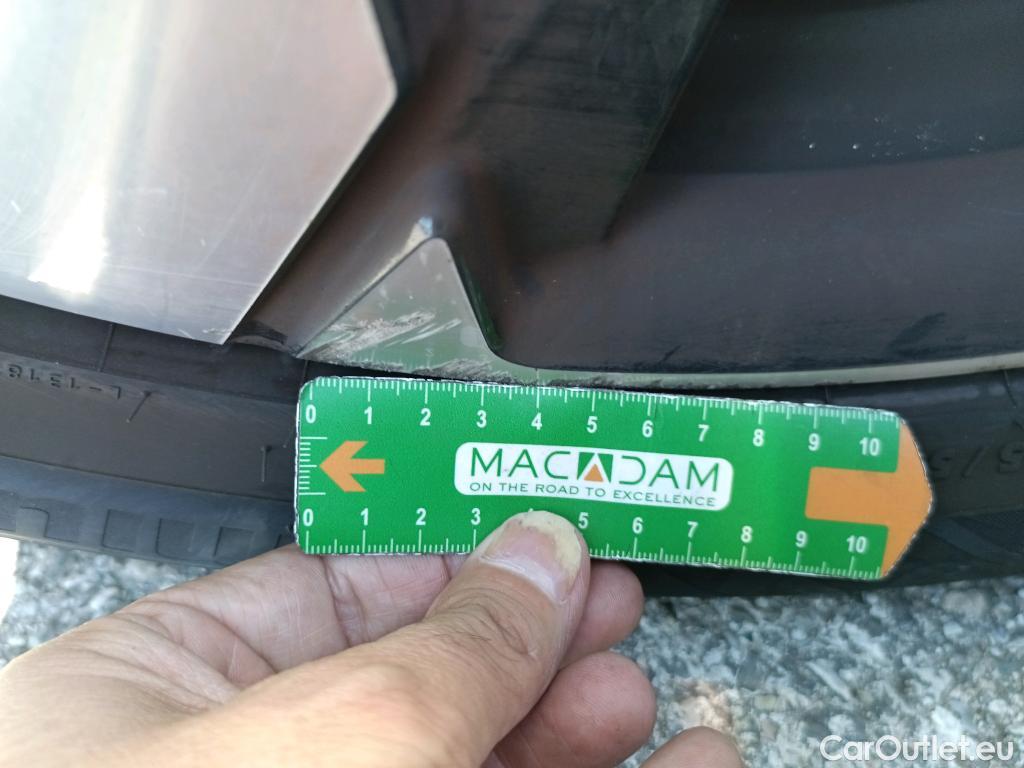 L-1516
0 1 2 3 4 5 6 7 8 9 10
MACADAM
ON THE ROAD TO EXCELLENCE
0 1 2 3 5 6 7 8 9 10
CarOutlet.eu